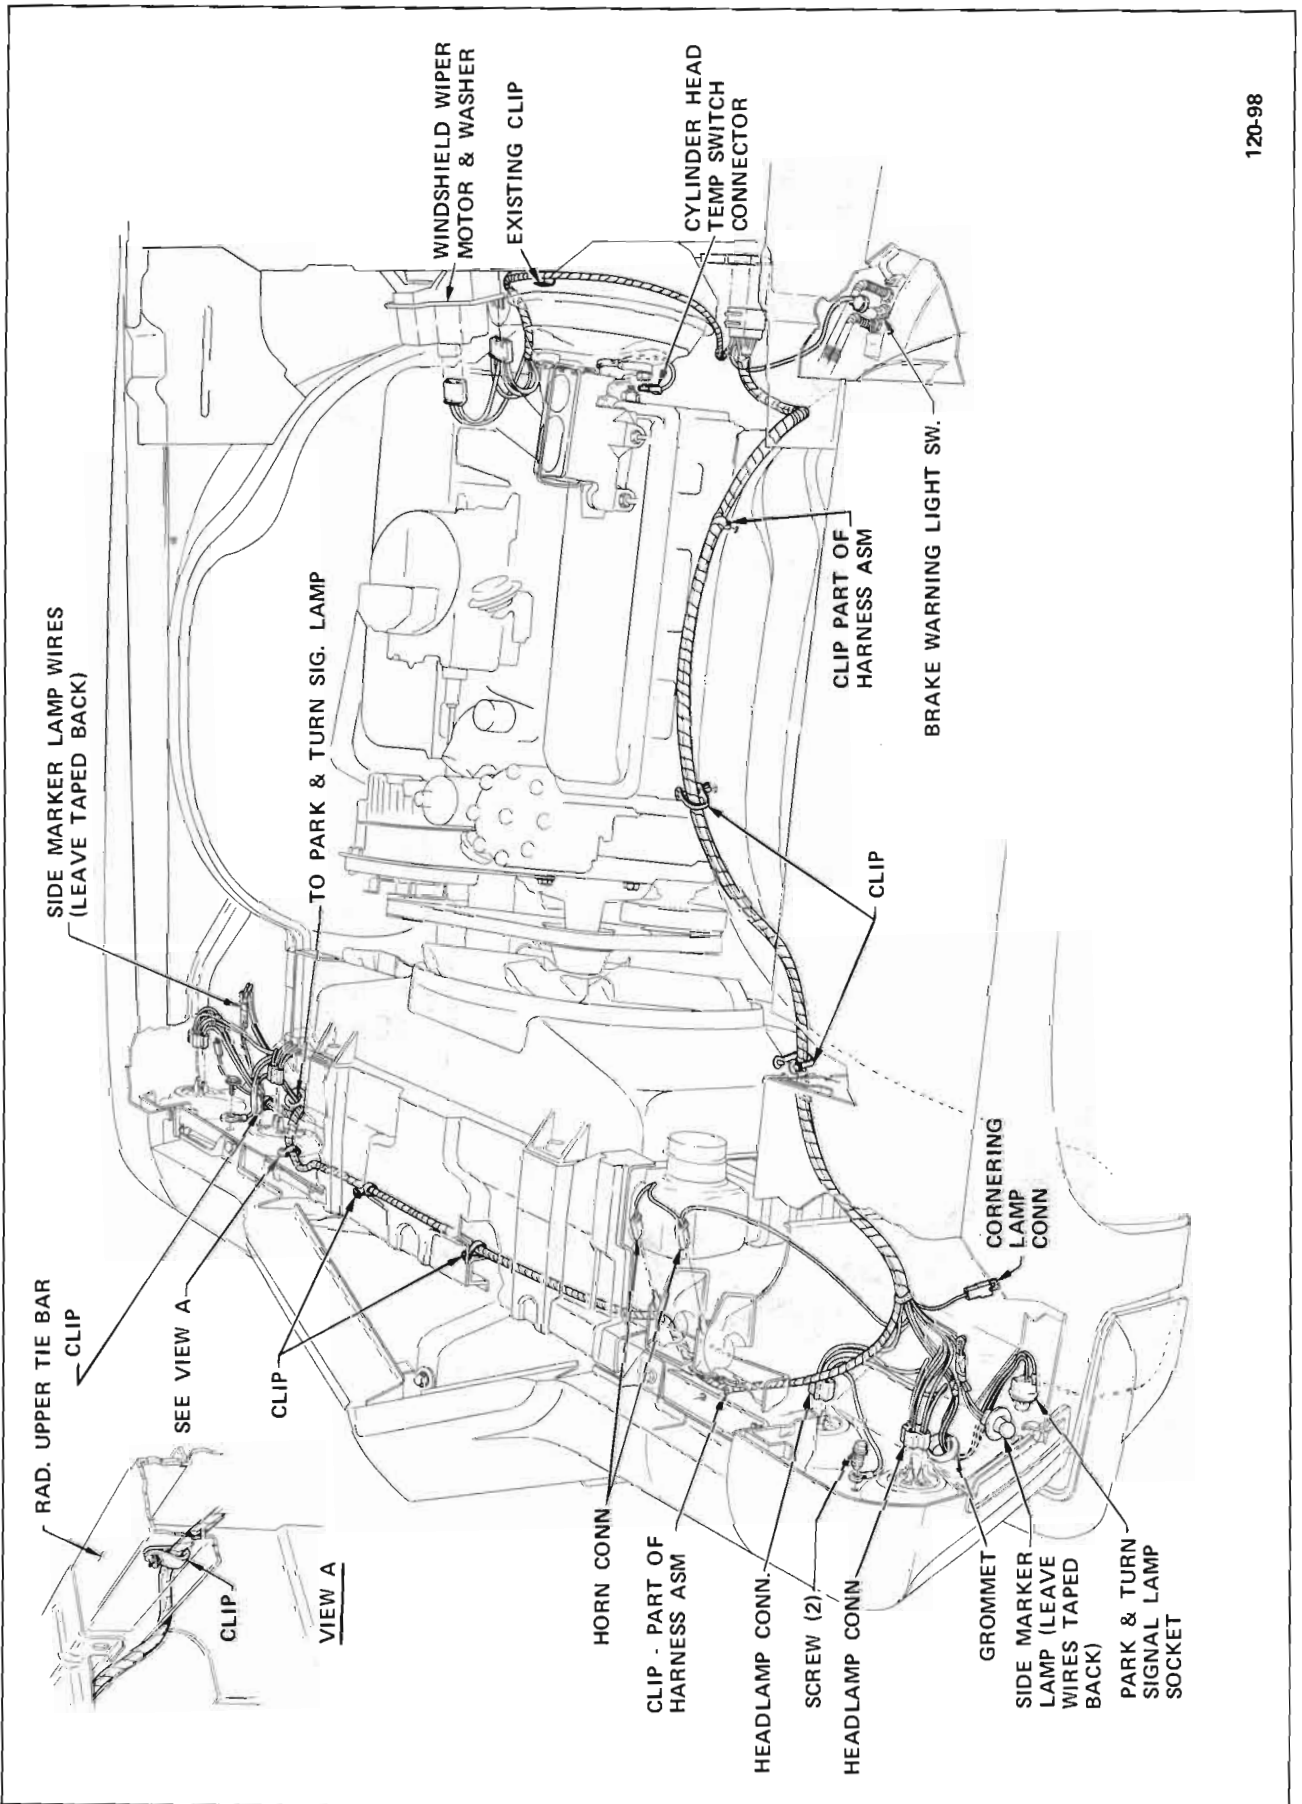 RAD. UPPER TIE BAR
CLIP
SEE VIEW A
CLIP
CLIP
VIEW A
SIDE MARKER LAMP WIRES
(LEAVE TAPED BACK)
TO PARK & TURN SIG. LAMP
WINDSHIELD WIPER
MOTOR & WASHER
EXISTING CLIP
CYLINDER HEAD
TEMP SWITCH
CONNECTOR
HORN CONN
CLIP - PART OF
HARNESS ASM
HEADLAMP CONN.
SCREW (2)
HEADLAMP CONN
GROMMET
SIDE MARKER
LAMP (LEAVE
WIRES TAPED
BACK)
PARK & TURN
SIGNAL LAMP
SOCKET
CORNERING
LAMP
CONN
CLIP
CLIP PART OF
HARNESS ASM
BRAKE WARNING LIGHT SW.
120-98